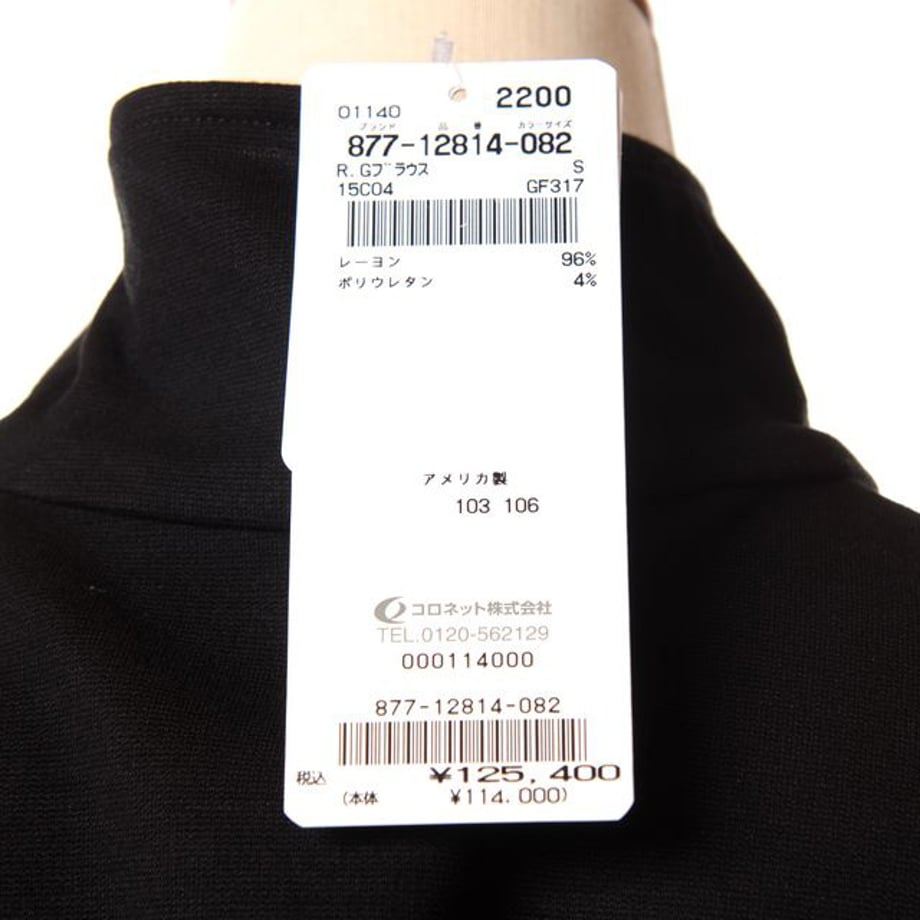 01140 2200
ブランド 品 番 カラーサイズ
877-12814-082
R.Gブラウス S
15C04 GF317
レーヨン 96%
ポリウレタン 4%
アメリカ製
103 106
コロネット株式会社
TEL.0120-562129
000114000
877-12814-082
税込 ¥125,400
(本体 ¥114.000)